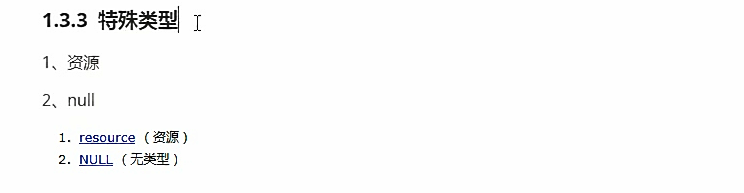 1.3.3 特殊类型
1、资源
2、null
1. resource（资源）
2. NULL（无类型）